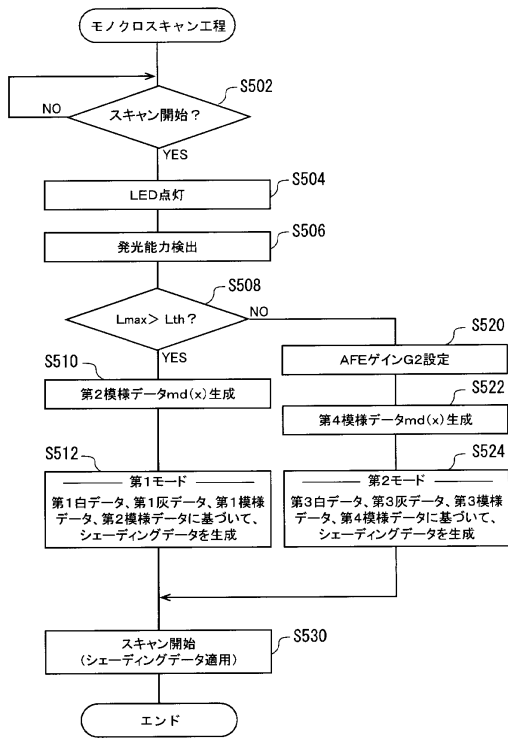 モノクロスキャン工程
S502
スキャン開始?
NO
YES
S504
LED点灯
S506
発光能力検出
S508
Lmax> Lth?
NO
YES
S510
第2模様データmd(x)生成
S512
第1モード
第1白データ、第1灰データ、第1模様
データ、第2模様データに基づいて、
シェーディングデータを生成
S520
AFEゲインG2設定
S522
第4模様データmd(x)生成
S524
第2モード
第3白データ、第3灰データ、第3模様
データ、第4模様データに基づいて、
シェーディングデータを生成
S530
スキャン開始
(シェーディングデータ適用)
エンド